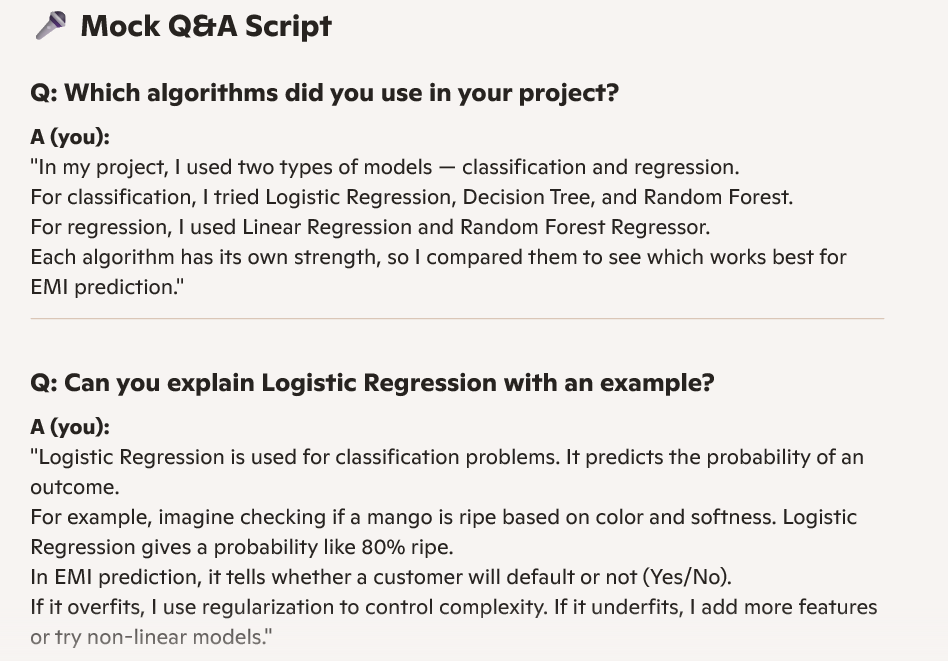 🎤 Mock Q&A Script
Q: Which algorithms did you use in your project?
A (you):
"In my project, I used two types of models — classification and regression.
For classification, I tried Logistic Regression, Decision Tree, and Random Forest.
For regression, I used Linear Regression and Random Forest Regressor.
Each algorithm has its own strength, so I compared them to see which works best for
EMI prediction."
Q: Can you explain Logistic Regression with an example?
A (you):
"Logistic Regression is used for classification problems. It predicts the probability of an
outcome.
For example, imagine checking if a mango is ripe based on color and softness. Logistic
Regression gives a probability like 80% ripe.
In EMI prediction, it tells whether a customer will default or not (Yes/No).
If it overfits, I use regularization to control complexity. If it underfits, I add more features
or try non-linear models."